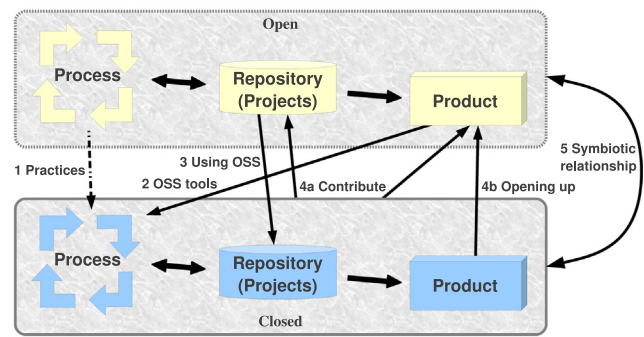 Open
Process
Repository
(Projects)
Product
1 Practices
3 Using OSS
2 OSS tools
4a Contribute
4b Opening up
5 Symbiotic
relationship
Process
Repository
(Projects)
Product
Closed